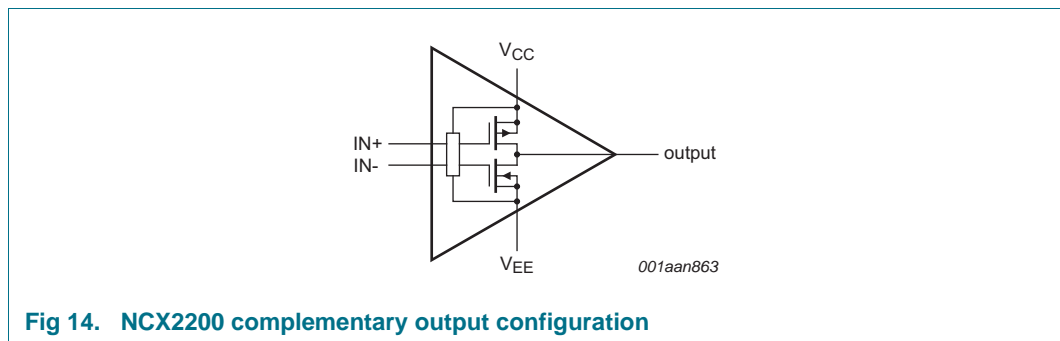 VCC
IN+
IN-
output
VEE
001aan863
Fig 14. NCX2200 complementary output configuration